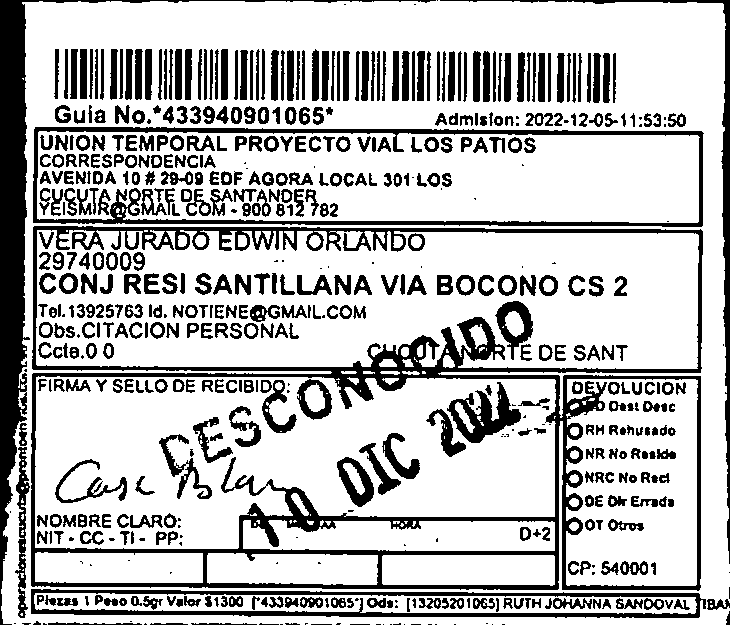 Guia No.*433940901065*
Admision: 2022-12-05-11:53:50
UNION TEMPORAL PROYECTO VIAL LOS PATIOS
CORRESPONDENCIA
AVENIDA 10 # 29-09 EDF AGORA LOCAL 301 LOS
CUCUTA NORTE DE SANTANDER
YEISMIR@GMAIL COM - 900 812 782
VERA JURADO EDWIN ORLANDO
29740009
CONJ RESI SANTILLANA VIA BOCONO CS 2
Tel.13925763 Id. NOTIENE@GMAIL.COM
Obs.CITACION PERSONAL
Ccte.0 0
CUCUTA NORTE DE SANT
FIRMA Y SELLO DE RECIBIDO:
DESCONOCIDO
10 DIC 2022
Casa
NOMBRE CLARO:
NIT - CC - TI - PP:
HORA
D+2
DEVOLUCION
Dest Desc
RH Rehusado
NR No Reside
NRC No Recl
DE Dir Errada
OT Otros
CP: 540001
Piezas 1 Peso 0.5gr Valor $1300 [*433940901065*] Ods: [13205201065] RUTH JOHANNA SANDOVAL